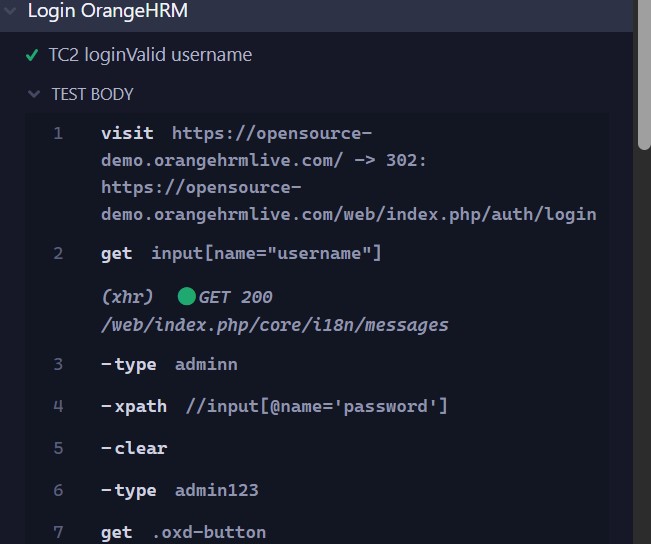 Login OrangeHRM
TC2 loginValid username
TEST BODY
1 visit https://opensource-
demo.orangehrmlive.com/ -> 302:
https://opensource-
demo.orangehrmlive.com/web/index.php/auth/login
2 get input[name="username"]
(xhr) GET 200
/web/index.php/core/i18n/messages
3 -type adminn
4 -xpath //input[@name='password']
5 -clear
6 -type admin123
7 get .oxd-button